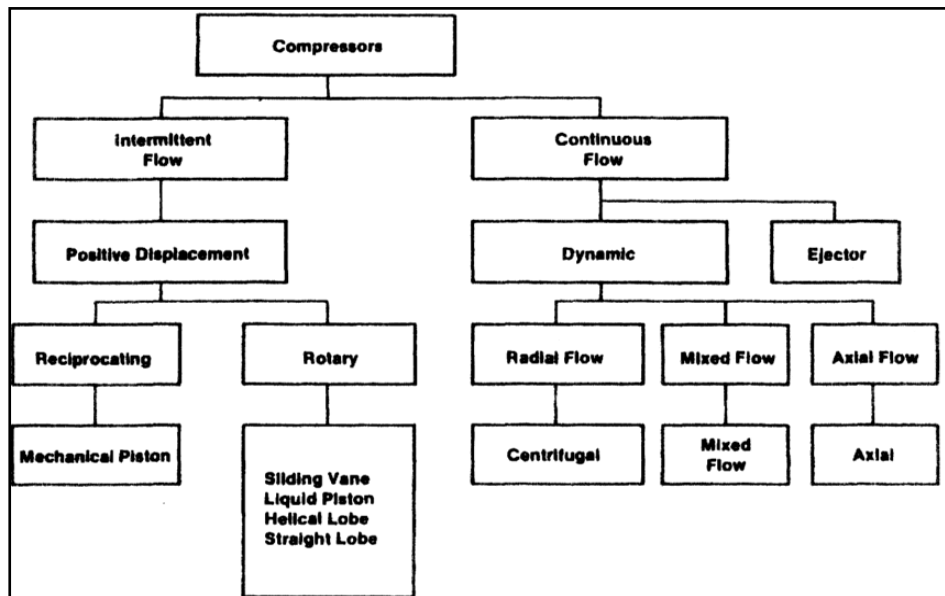 Compressors
Intermittent
Flow
Continuous
Flow
Positive Displacement
Dynamic
Ejector
Reciprocating
Rotary
Radial Flow
Mixed Flow
Axial Flow
Mechanical Piston
Sliding Vane
Liquid Piston
Helical Lobe
Straight Lobe
Centrifugal
Mixed
Flow
Axial